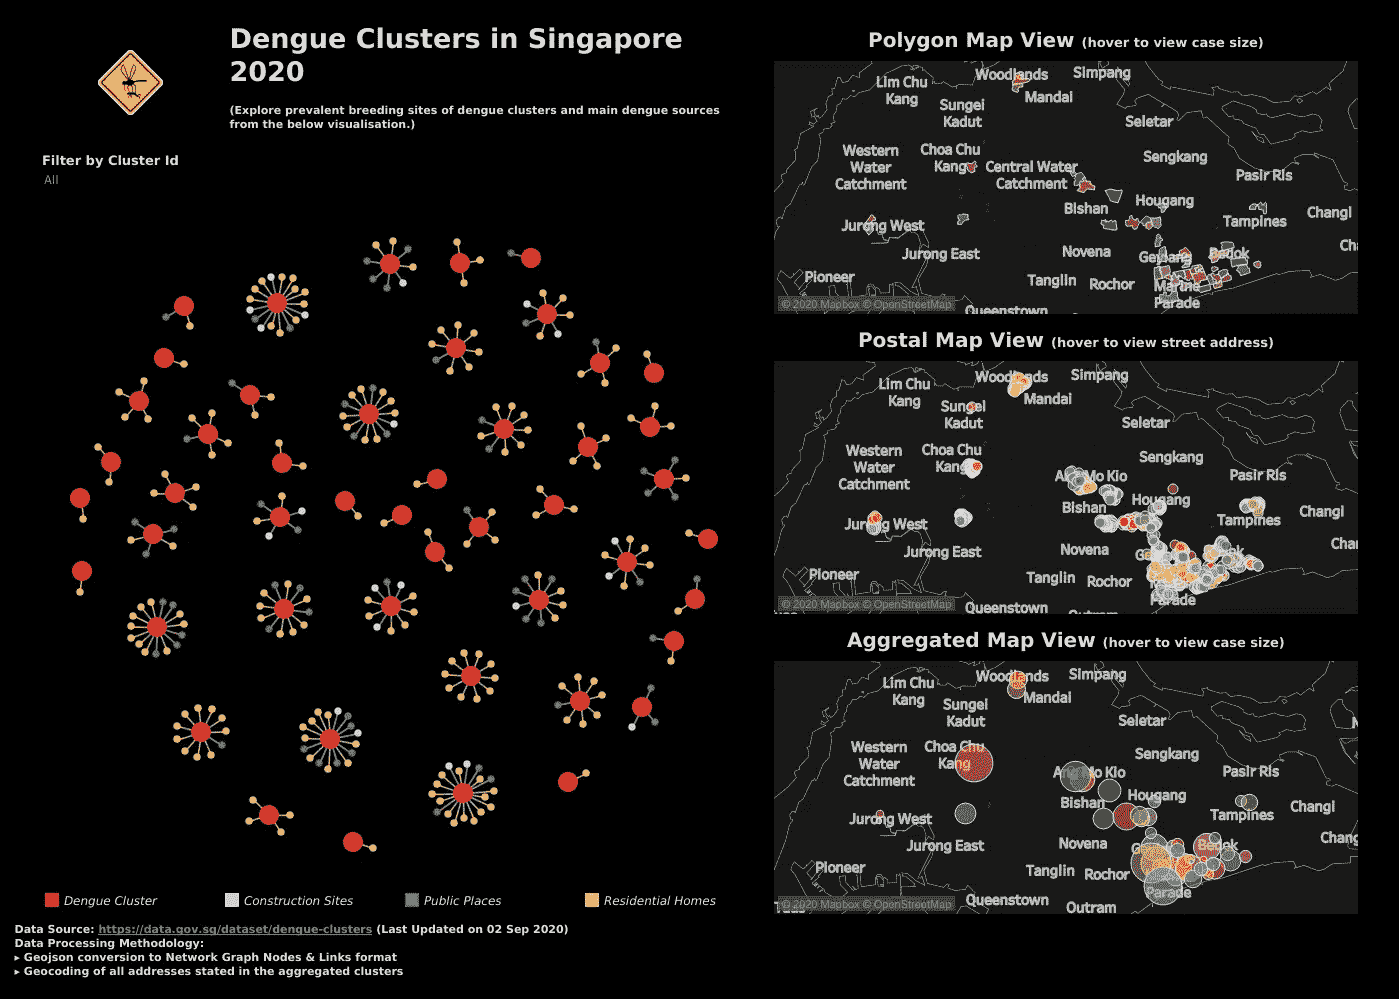 Dengue Clusters in Singapore
2020
(Explore prevalent breeding sites of dengue clusters and main dengue sources
from the below visualisation.)
Filter by Cluster Id
All
Dengue Cluster
Construction Sites
Public Places
Residential Homes
Data Source: https://data.gov.sg/dataset/dengue-clusters (Last Updated on 02 Sep 2020)
Data Processing Methodology:
▸ Geojson conversion to Network Graph Nodes & Links format
▸ Geocoding of all addresses stated in the aggregated clusters
Polygon Map View (hover to view case size)
Woodlands
Simpang
Lim Chu
Kang
Mandai
Sungei
Kadut
Seletar
Western
Water
Catchment
Choa Chu
Kang
Central Water
Catchment
Sengkang
Pasir Ris
Bishan
Hougang
Tampines
Changi
Jurong West
Jurong East
Novena
Geylang
Bedok
Pioneer
Tanglin
Rochor
Marine
Parade
Queenstown
© 2020 Mapbox © OpenStreetMap
Postal Map View (hover to view street address)
Woodlands
Simpang
Lim Chu
Kang
Mandai
Sungei
Kadut
Seletar
Western
Water
Catchment
Choa Chu
Kang
Sengkang
Ang Mo Kio
Pasir Ris
Bishan
Hougang
Tampines
Changi
Jurong West
Jurong East
Novena
Pioneer
Tanglin
Rochor
Parade
Queenstown
Outram
© 2020 Mapbox © OpenStreetMap
Aggregated Map View (hover to view case size)
Woodlands
Simpang
Lim Chu
Kang
Mandai
Sungei
Kadut
Seletar
Western
Water
Catchment
Choa Chu
Kang
Sengkang
Ang Mo Kio
Pasir Ris
Bishan
Hougang
Tampines
Changi
Jurong West
Jurong East
Novena
Bedok
Pioneer
Tanglin
Rochor
Parade
Queenstown
Outram
© 2020 Mapbox © OpenStreetMap